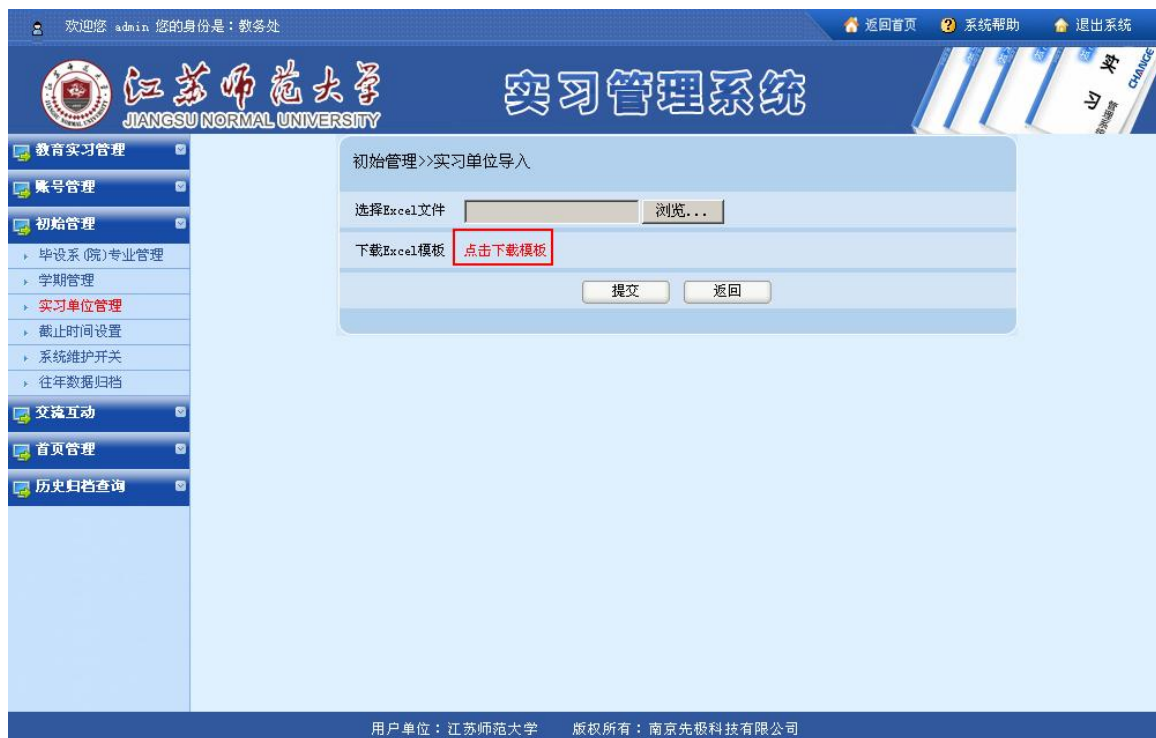 欢迎您 admin 您的身份是：教务处
返回首页
系统帮助
退出系统
江苏师范大学
JIANGSU NORMAL UNIVERSITY
实习管理系统
实习
管理系统
CHANGE
教育实习管理
账号管理
初始管理
毕设系(院)专业管理
学期管理
实习单位管理
截止时间设置
系统维护开关
往年数据归档
交流互动
首页管理
历史归档查询
初始管理>>实习单位导入
选择Excel文件
浏览...
下载Excel模板
点击下载模板
提交
返回
用户单位：江苏师范大学 版权所有：南京先极科技有限公司